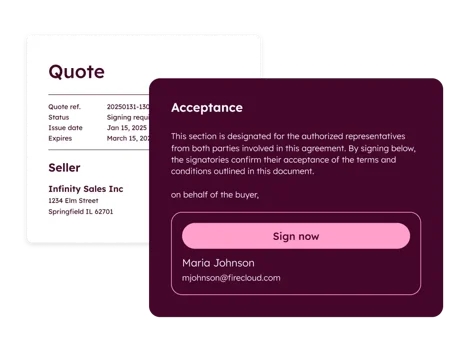 Quote
Quote ref. 20250131-130
Status Signing requi
Issue date Jan 15, 2025
Expires March 15, 202
Seller
Infinity Sales Inc
1234 Elm Street
Springfield IL 62701
Acceptance
This section is designated for the authorized representatives
from both parties involved in this agreement. By signing below,
the signatories confirm their acceptance of the terms and
conditions outlined in this document.
on behalf of the buyer,
Sign now
Maria Johnson
mjohnson@firecloud.com